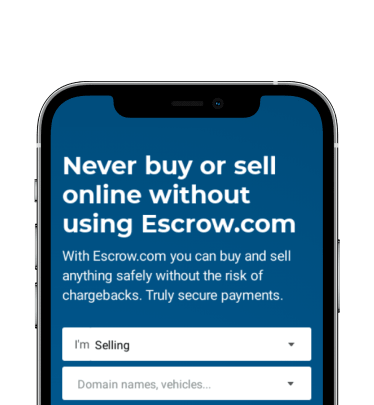 Never buy or sell
online without
using Escrow.com
With Escrow.com you can buy and sell
anything safely without the risk of
chargebacks. Truly secure payments.
I'm Selling
Domain names, vehicles...